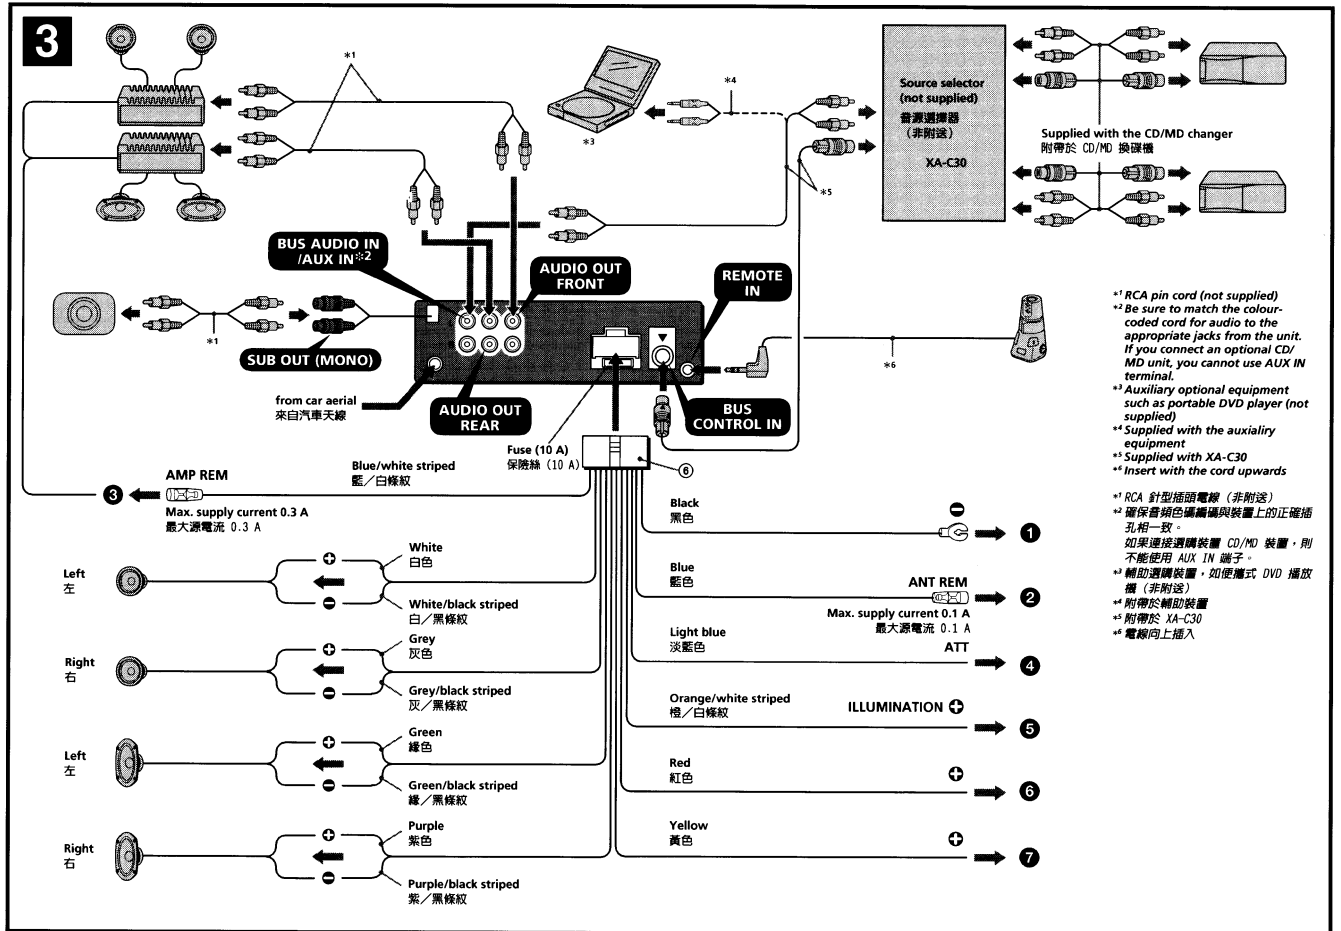 3
*1
*4
*3
*5
Source selector
(not supplied)
音源選擇器
（非附送）
XA-C30
Supplied with the CD/MD changer
附帶於 CD/MD 換碟機
BUS AUDIO IN
/AUX IN*2
AUDIO OUT
FRONT
REMOTE
IN
*1
SUB OUT (MONO)
*6
from car aerial
來自汽車天線
AUDIO OUT
REAR
BUS
CONTROL IN
Fuse (10 A)
保險絲 (10 A)
⑥
AMP REM
Blue/white striped
藍／白條紋
❸
Max. supply current 0.3 A
最大源電流 0.3 A
Left
左
White
白色
White/black striped
白／黑條紋
Right
右
Grey
灰色
Grey/black striped
灰／黑條紋
Left
左
Green
緣色
Green/black striped
緣／黑條紋
Right
右
Purple
紫色
Purple/black striped
紫／黑條紋
Black
黑色
❶
Blue
藍色
ANT REM
❷
Max. supply current 0.1 A
最大源電流 0.1 A
Light blue
淡藍色
ATT
❹
Orange/white striped
橙／白條紋
ILLUMINATION
❺
Red
紅色
❻
Yellow
黃色
❼
*1 RCA pin cord (not supplied)
*2 Be sure to match the colour-
coded cord for audio to the
appropriate jacks from the unit.
If you connect an optional CD/
MD unit, you cannot use AUX IN
terminal.
*3 Auxiliary optional equipment
such as portable DVD player (not
supplied)
*4 Supplied with the auxialiry
equipment
*5 Supplied with XA-C30
*6 Insert with the cord upwards
*1 RCA 針型插頭電線（非附送）
*2 確保音頻色碼編碼與裝置上的正確插
孔相一致。
如果連接選購裝置 CD/MD 裝置，則
不能使用 AUX IN 端子。
*3 輔助選購裝置，如便攜式 DVD 播放
機（非附送）
*4 附帶於輔助裝置
*5 附帶於 XA-C30
*6 電線向上插入